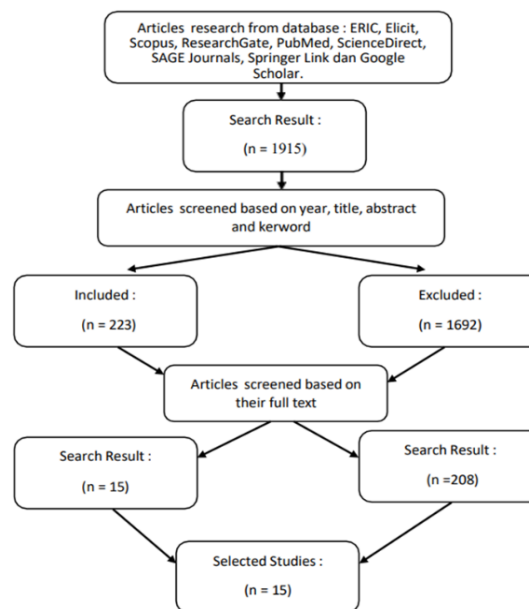 Articles research from database : ERIC, Elicit,
Scopus, ResearchGate, PubMed, ScienceDirect,
SAGE Journals, Springer Link dan Google
Scholar.
Search Result :
(n = 1915)
Articles screened based on year, title, abstract
and kerword
Included :
(n = 223)
Excluded :
(n = 1692)
Articles screened based on
their full text
Search Result :
(n = 15)
Search Result :
(n =208)
Selected Studies :
(n = 15)